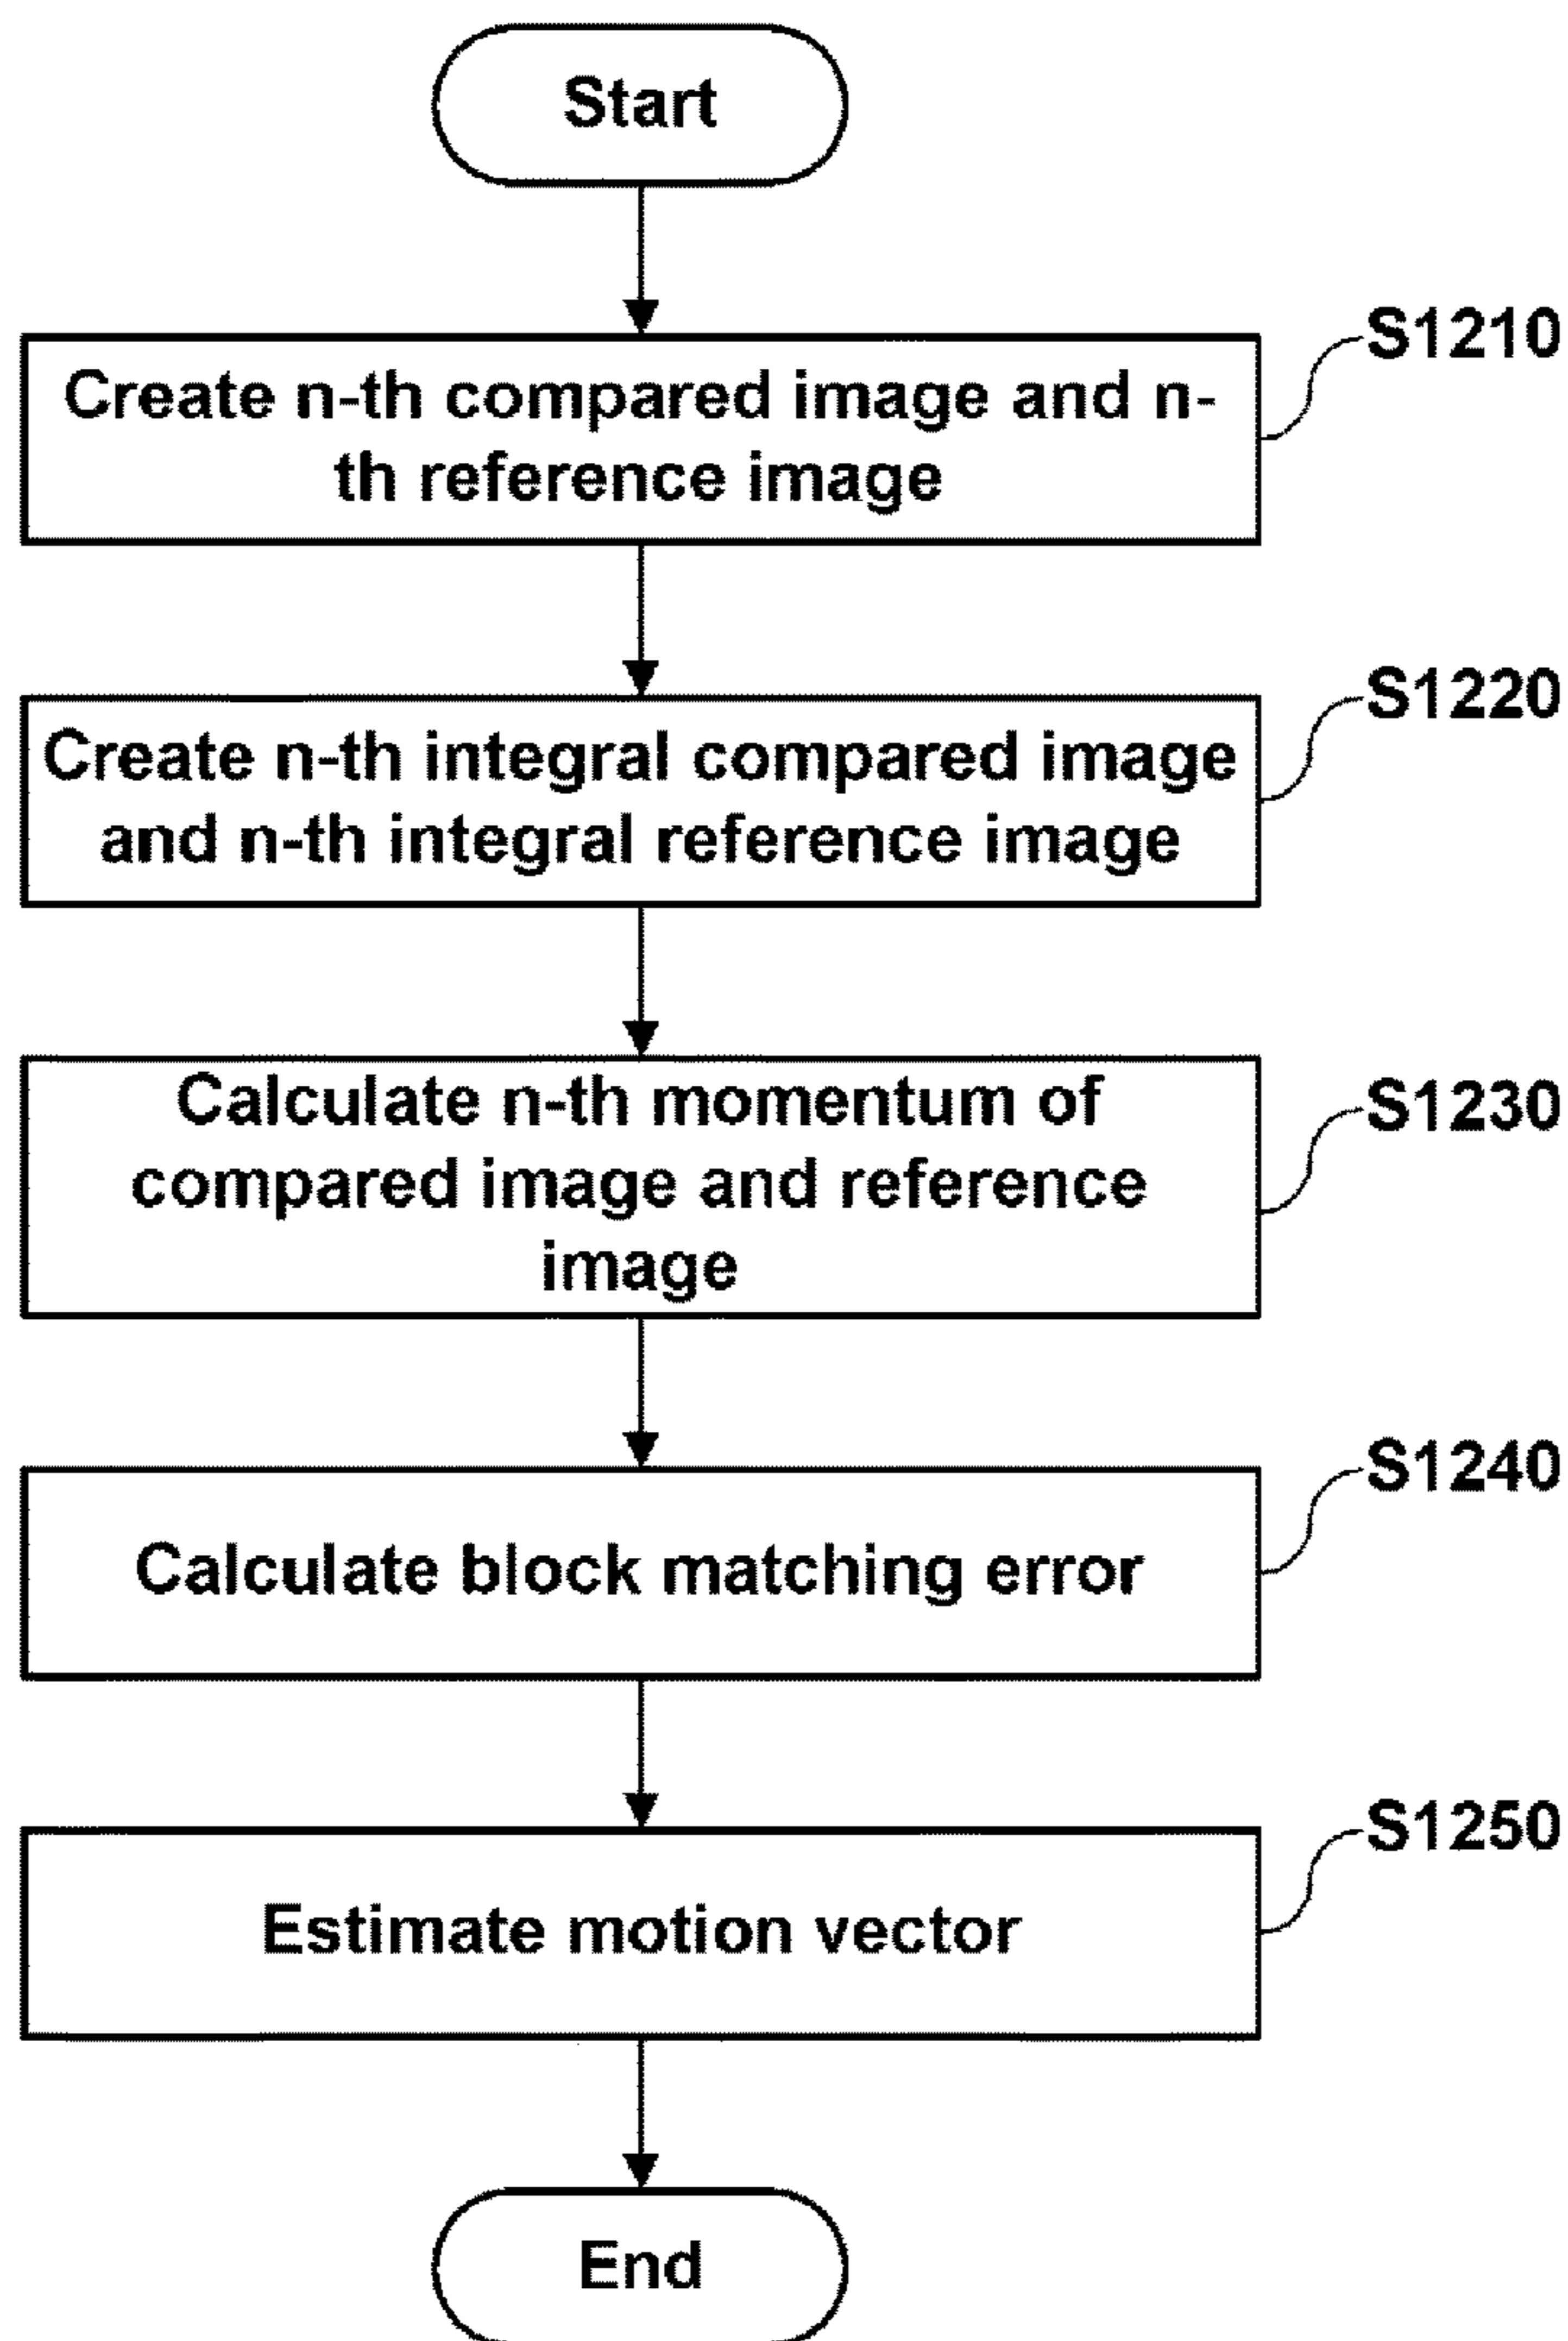 Start
S1210
Create n-th compared image and n-
th reference image
S1220
Create n-th integral compared image
and n-th integral reference image
S1230
Calculate n-th momentum of
compared image and reference
image
S1240
Calculate block matching error
S1250
Estimate motion vector
End